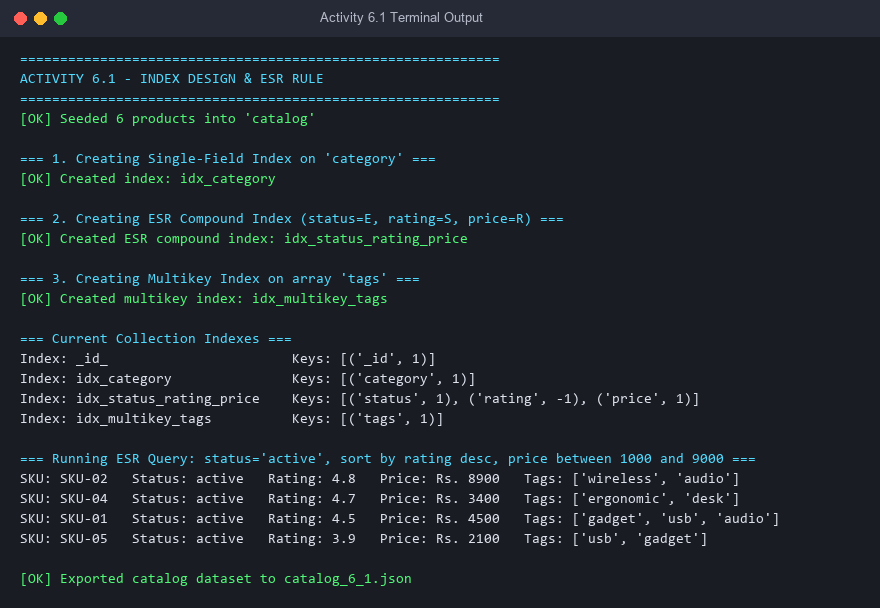 Activity 6.1 Terminal Output
============================================================
ACTIVITY 6.1 - INDEX DESIGN & ESR RULE
============================================================
[OK] Seeded 6 products into 'catalog'
=== 1. Creating Single-Field Index on 'category' ===
[OK] Created index: idx_category
=== 2. Creating ESR Compound Index (status=E, rating=S, price=R) ===
[OK] Created ESR compound index: idx_status_rating_price
=== 3. Creating Multikey Index on array 'tags' ===
[OK] Created multikey index: idx_multikey_tags
=== Current Collection Indexes ===
Index: _id_                       Keys: [('_id', 1)]
Index: idx_category               Keys: [('category', 1)]
Index: idx_status_rating_price    Keys: [('status', 1), ('rating', -1), ('price', 1)]
Index: idx_multikey_tags          Keys: [('tags', 1)]
=== Running ESR Query: status='active', sort by rating desc, price between 1000 and 9000 ===
SKU: SKU-02   Status: active   Rating: 4.8   Price: Rs. 8900   Tags: ['wireless', 'audio']
SKU: SKU-04   Status: active   Rating: 4.7   Price: Rs. 3400   Tags: ['ergonomic', 'desk']
SKU: SKU-01   Status: active   Rating: 4.5   Price: Rs. 4500   Tags: ['gadget', 'usb', 'audio']
SKU: SKU-05   Status: active   Rating: 3.9   Price: Rs. 2100   Tags: ['usb', 'gadget']
[OK] Exported catalog dataset to catalog_6_1.json